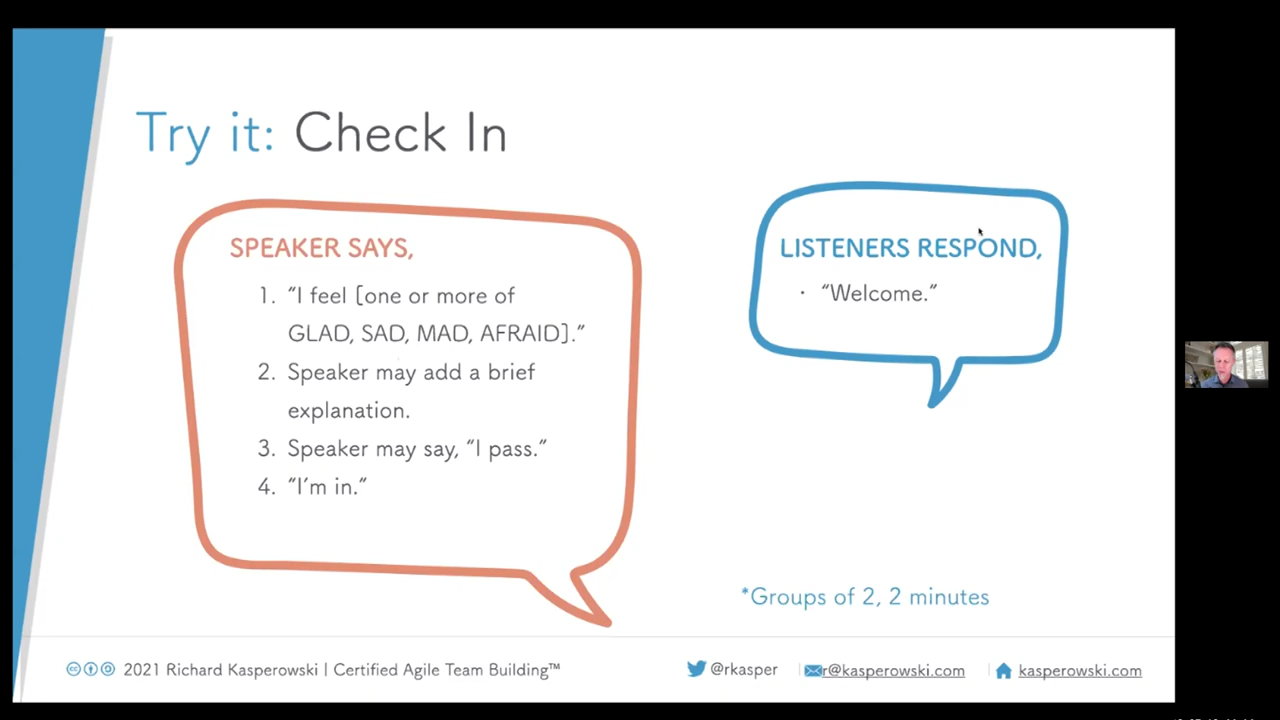 Try it: Check In
SPEAKER SAYS,
1. “I feel [one or more of
GLAD, SAD, MAD, AFRAID].”
2. Speaker may add a brief
explanation.
3. Speaker may say, “I pass.”
4. “I’m in.”
LISTENERS RESPOND,
· “Welcome.”
*Groups of 2, 2 minutes
2021 Richard Kasperowski | Certified Agile Team Building™
@rkasper
r@kasperowski.com
kasperowski.com